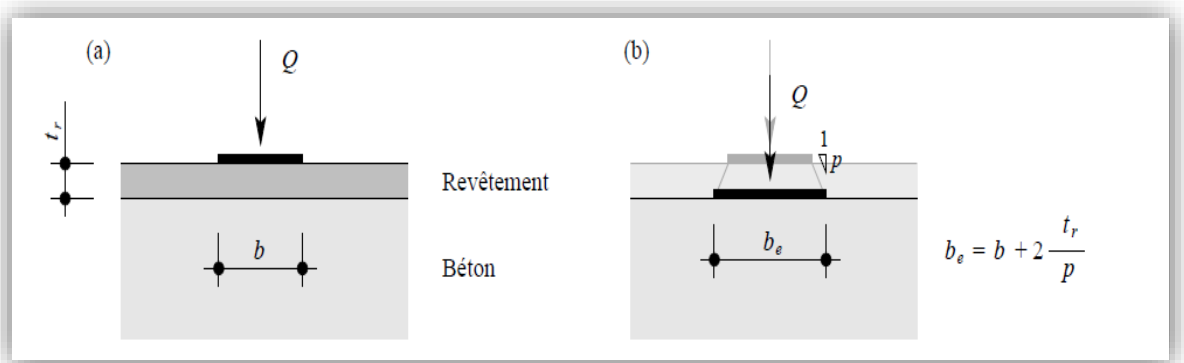 (a)
Q
t_r
Revêtement
b
Béton
(b)
Q
1
p
b_e
b_e = b + 2 t_r / p